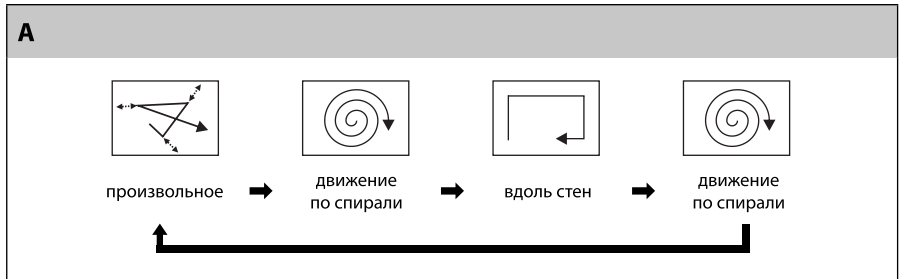 A
произвольное
движение
по спирали
вдоль стен
движение
по спирали